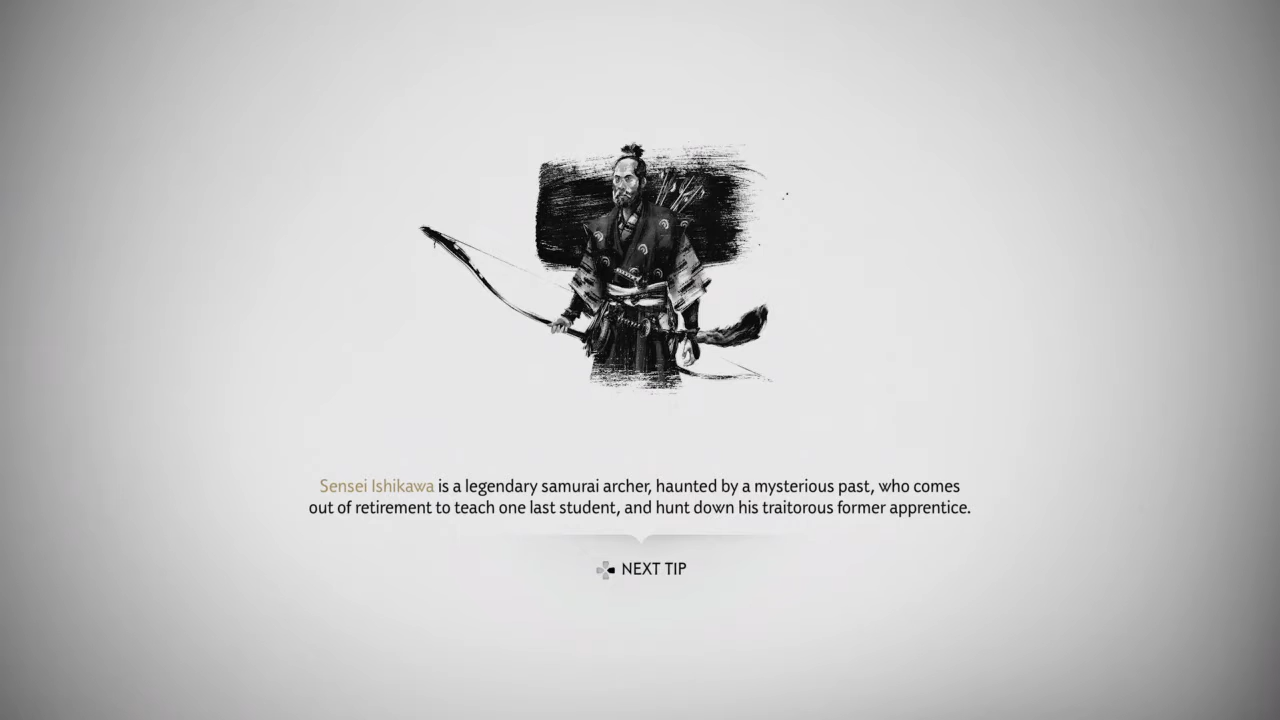 Sensei Ishikawa is a legendary samurai archer, haunted by a mysterious past, who comes
out of retirement to teach one last student, and hunt down his traitorous former apprentice.
NEXT TIP